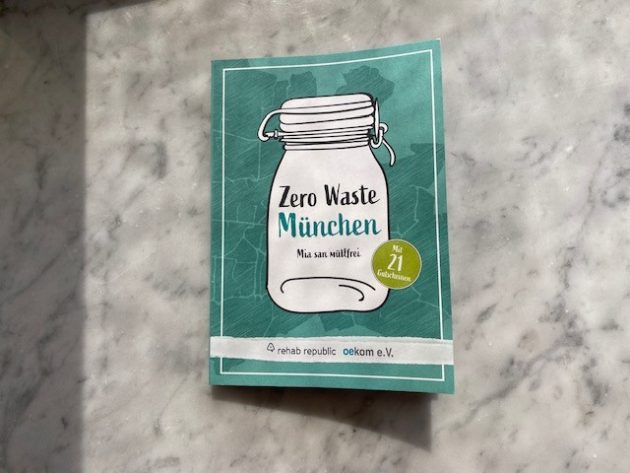 Zero Waste
München
Mia san müllfrei
Mit
21
Gutscheinen
rehab republic oekom e.V.